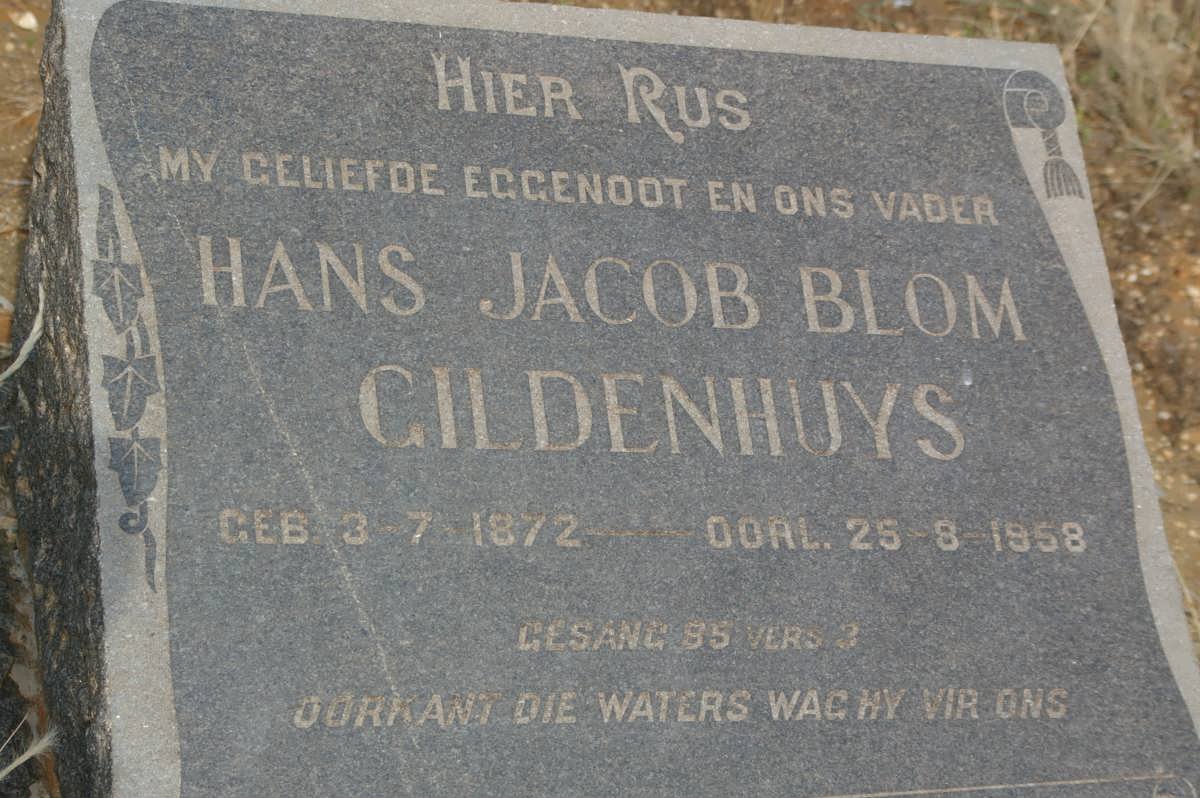 HIER RUS
MY GELIEFDE EGGENOOT EN ONS VADER
HANS JACOB BLOM
GILDENHUYS
GEB. 3-7-1872 — OORL. 25-8-1958
GESANG 95 VERS 3
OORKANT DIE WATERS WAG HY VIR ONS